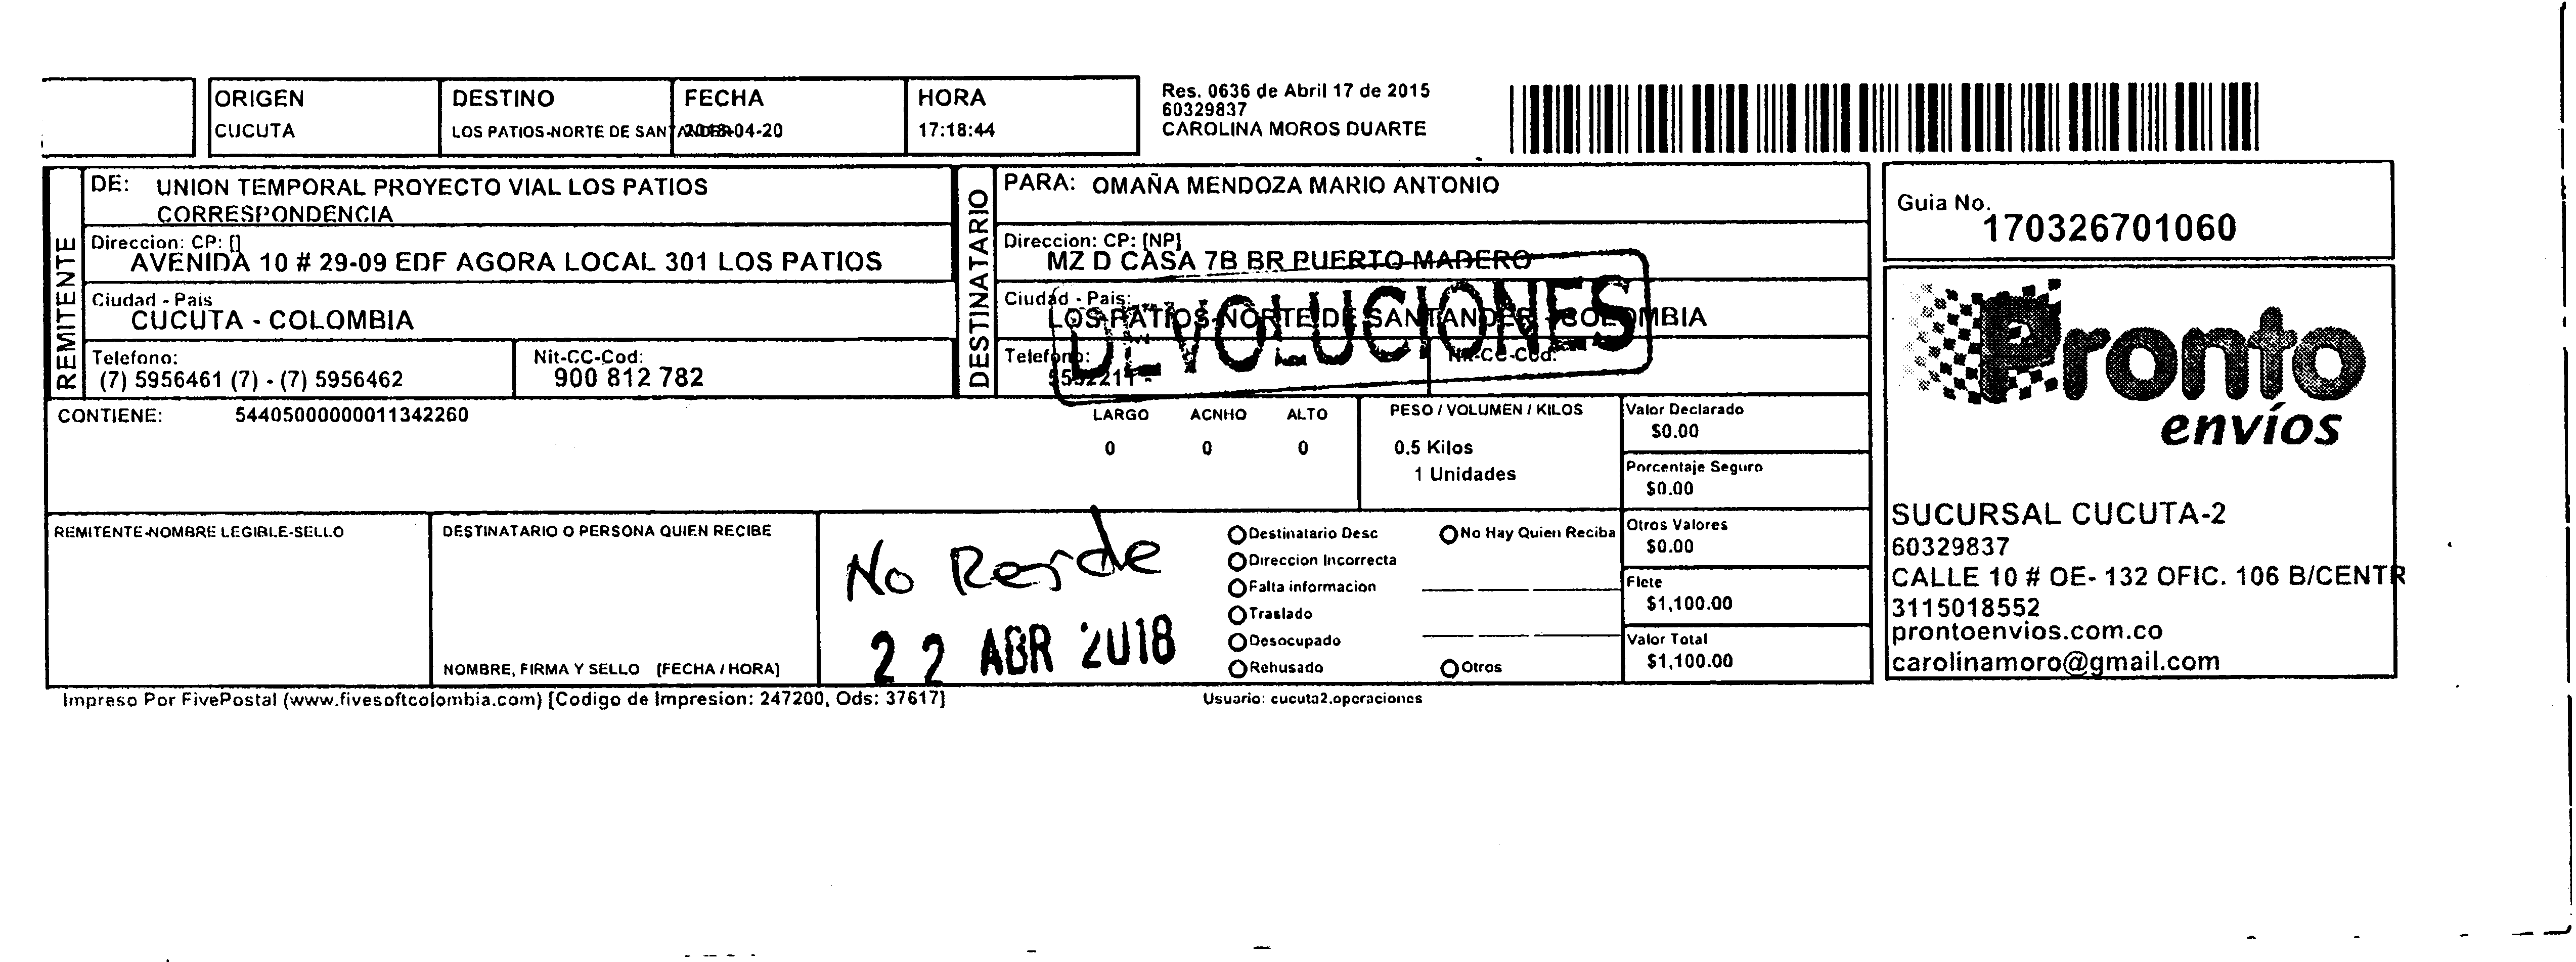 ORIGEN
CUCUTA
DESTINO
LOS PATIOS-NORTE DE SANTANDER
FECHA
2018-04-20
HORA
17:18:44
Res. 0636 de Abril 17 de 2015
60329837
CAROLINA MOROS DUARTE
REMITENTE
DE: UNION TEMPORAL PROYECTO VIAL LOS PATIOS
CORRESPONDENCIA
Direccion: CP: []
AVENIDA 10 # 29-09 EDF AGORA LOCAL 301 LOS PATIOS
Ciudad - Pais
CUCUTA - COLOMBIA
Telefono:
(7) 5956461 (7) - (7) 5956462
Nit-CC-Cod:
900 812 782
DESTINATARIO
PARA: OMAÑA MENDOZA MARIO ANTONIO
Direccion: CP: [NP]
MZ D CASA 7B BR PUERTO MADERO
Ciudad - Pais:
LOS PATIOS-NORTE DE SANTANDER - COLOMBIA
Telefono:
Nit-CC-Cod:
DEVOLUCIONES
Guia No.
170326701060
Pronto
envíos
SUCURSAL CUCUTA-2
60329837
CALLE 10 # OE- 132 OFIC. 106 B/CENTR
3115018552
prontoenvios.com.co
carolinamoro@gmail.com
CONTIENE: 54405000000011342260
LARGO ACNHO ALTO
0 0 0
PESO / VOLUMEN / KILOS
0.5 Kilos
1 Unidades
Valor Declarado
$0.00
Porcentaje Seguro
$0.00
Otros Valores
$0.00
Flete
$1,100.00
Valor Total
$1,100.00
REMITENTE-NOMBRE LEGIBLE-SELLO
DESTINATARIO O PERSONA QUIEN RECIBE
NOMBRE, FIRMA Y SELLO [FECHA / HORA]
No Reside
22 ABR 2018
Destinatario Desc
Direccion Incorrecta
Falta informacion
Traslado
Desocupado
Rehusado
No Hay Quien Reciba
Otros
Impreso Por FivePostal (www.fivesoftcolombia.com) [Codigo de Impresion: 247200, Ods: 37617]
Usuario: cucuta2.operaciones